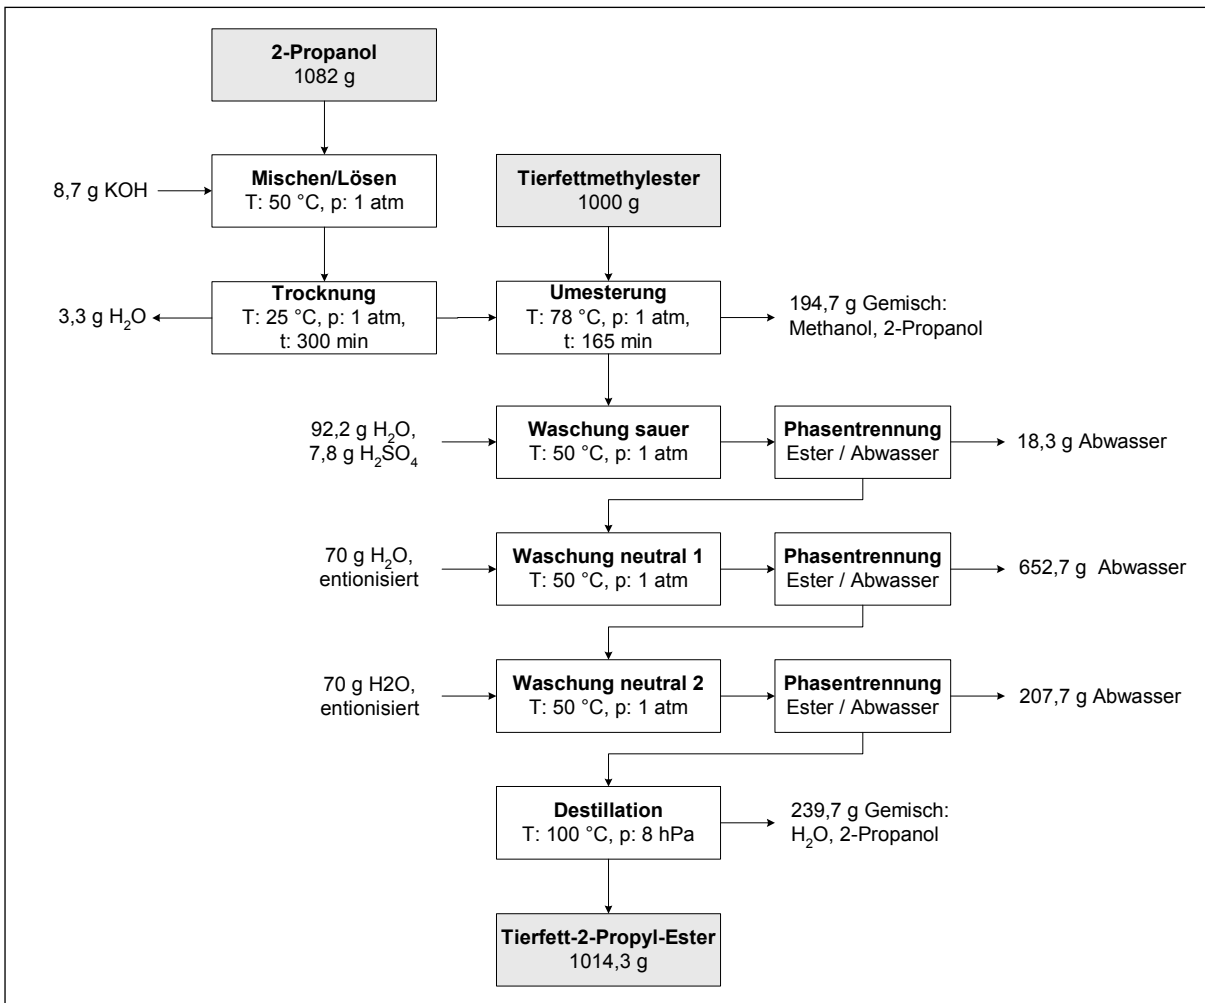 2-Propanol
1082 g
8,7 g KOH
Mischen/Lösen
T: 50 °C, p: 1 atm
Tierfettmethylester
1000 g
3,3 g H₂O
Trocknung
T: 25 °C, p: 1 atm,
t: 300 min
Umesterung
T: 78 °C, p: 1 atm,
t: 165 min
194,7 g Gemisch:
Methanol, 2-Propanol
92,2 g H₂O,
7,8 g H₂SO₄
Waschung sauer
T: 50 °C, p: 1 atm
Phasentrennung
Ester / Abwasser
18,3 g Abwasser
70 g H₂O,
entionisiert
Waschung neutral 1
T: 50 °C, p: 1 atm
Phasentrennung
Ester / Abwasser
652,7 g Abwasser
70 g H2O,
entionisiert
Waschung neutral 2
T: 50 °C, p: 1 atm
Phasentrennung
Ester / Abwasser
207,7 g Abwasser
Destillation
T: 100 °C, p: 8 hPa
239,7 g Gemisch:
H₂O, 2-Propanol
Tierfett-2-Propyl-Ester
1014,3 g